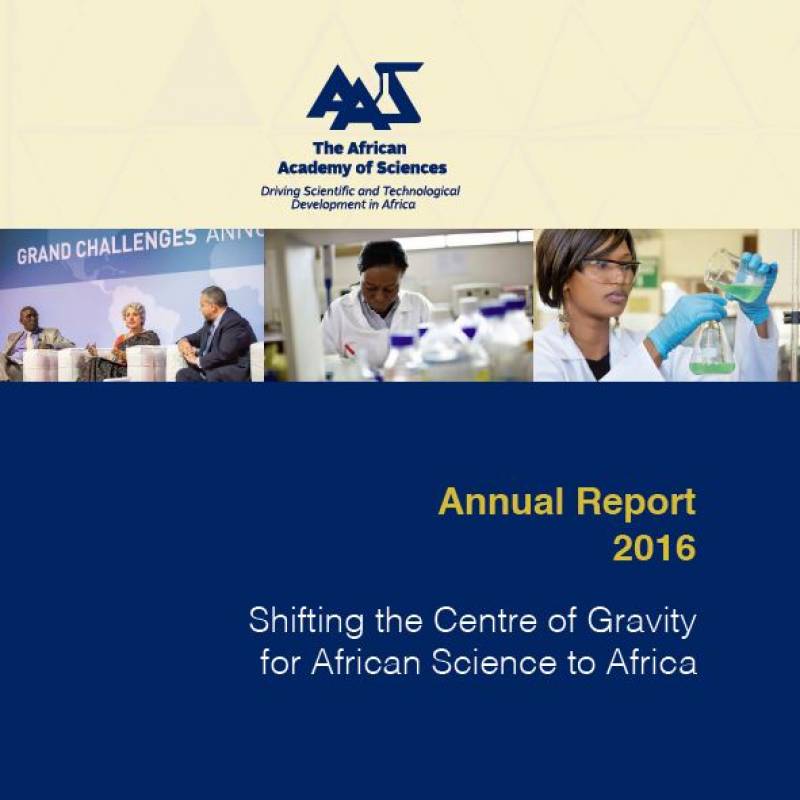 AAS
The African
Academy of Sciences
Driving Scientific and Technological
Development in Africa
GRAND CHALLENGES
Annual Report
2016
Shifting the Centre of Gravity
for African Science to Africa